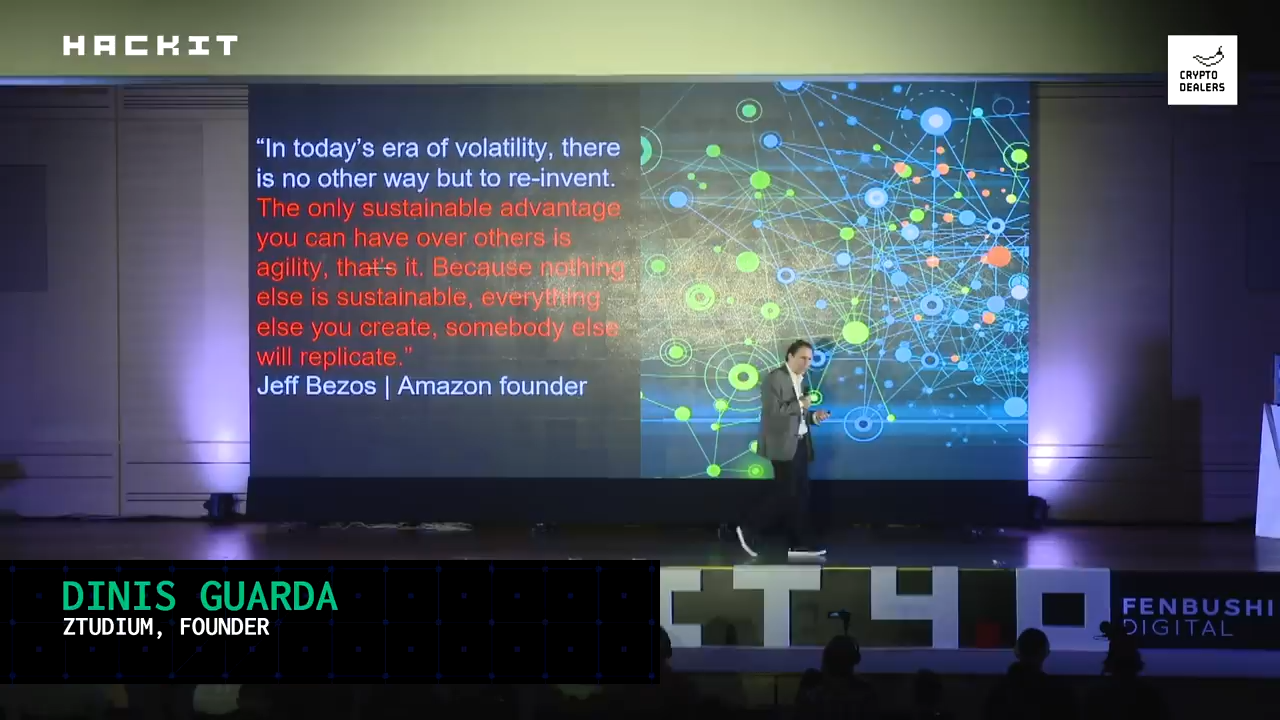 HACKIT
CRYPTO
DEALERS
“In today’s era of volatility, there
is no other way but to re-invent.
The only sustainable advantage
you can have over others is
agility, that’s it. Because nothing
else is sustainable, everything
else you create, somebody else
will replicate.”
Jeff Bezos | Amazon founder
DINIS GUARDA
ZTUDIUM, FOUNDER
T 4.0
FENBUSHI
DIGITAL